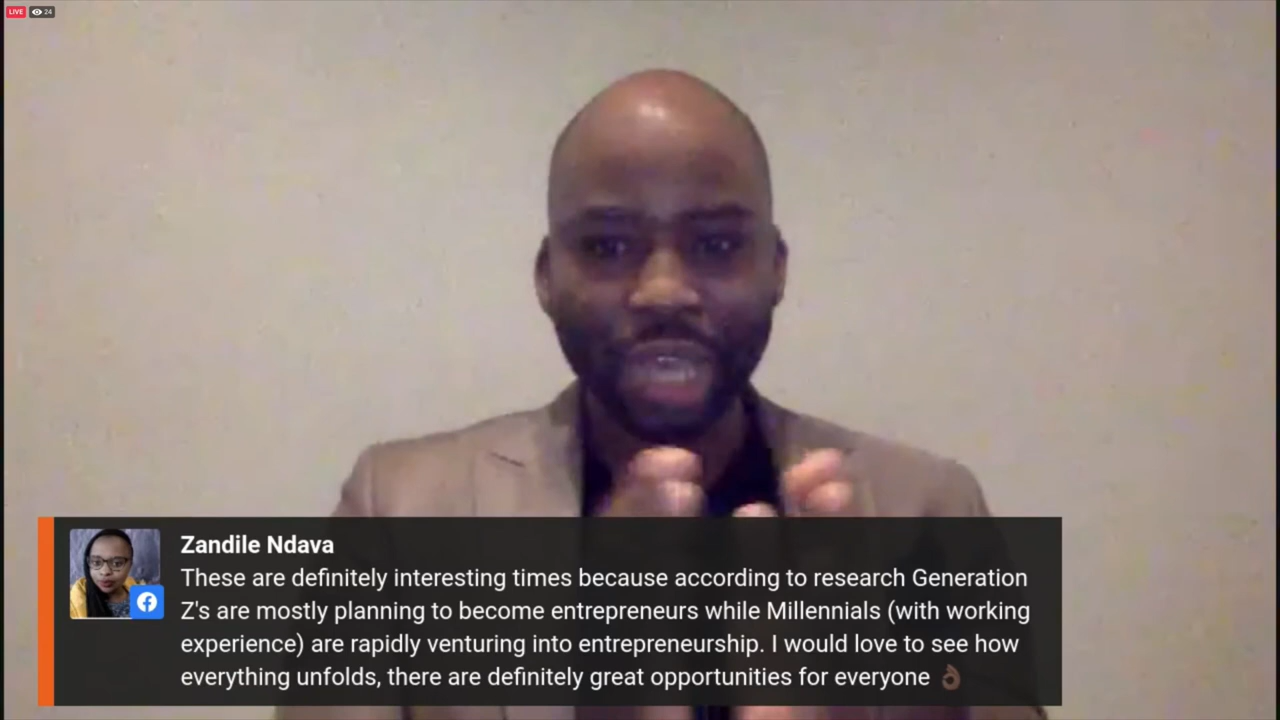 LIVE 24
Zandile Ndava
These are definitely interesting times because according to research Generation
Z's are mostly planning to become entrepreneurs while Millennials (with working
experience) are rapidly venturing into entrepreneurship. I would love to see how
everything unfolds, there are definitely great opportunities for everyone 👌🏾